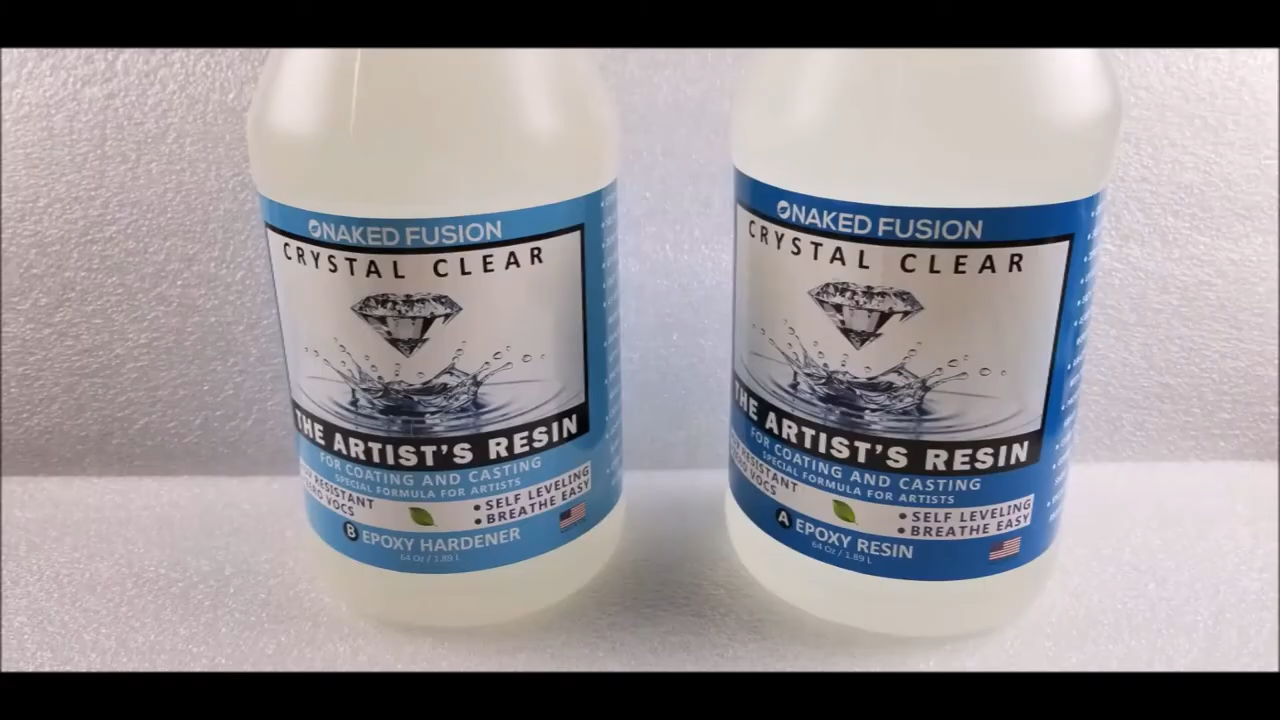 NAKED FUSION
CRYSTAL CLEAR
THE ARTIST'S RESIN
FOR COATING AND CASTING
SPECIAL FORMULA FOR ARTISTS
RESISTANT
ZERO VOCS
• SELF LEVELING
• BREATHE EASY
B EPOXY HARDENER
64 Oz / 1.89 L
NAKED FUSION
CRYSTAL CLEAR
THE ARTIST'S RESIN
FOR COATING AND CASTING
SPECIAL FORMULA FOR ARTISTS
RESISTANT
ZERO VOCS
• SELF LEVELING
• BREATHE EASY
A EPOXY RESIN
64 Oz / 1.89 L